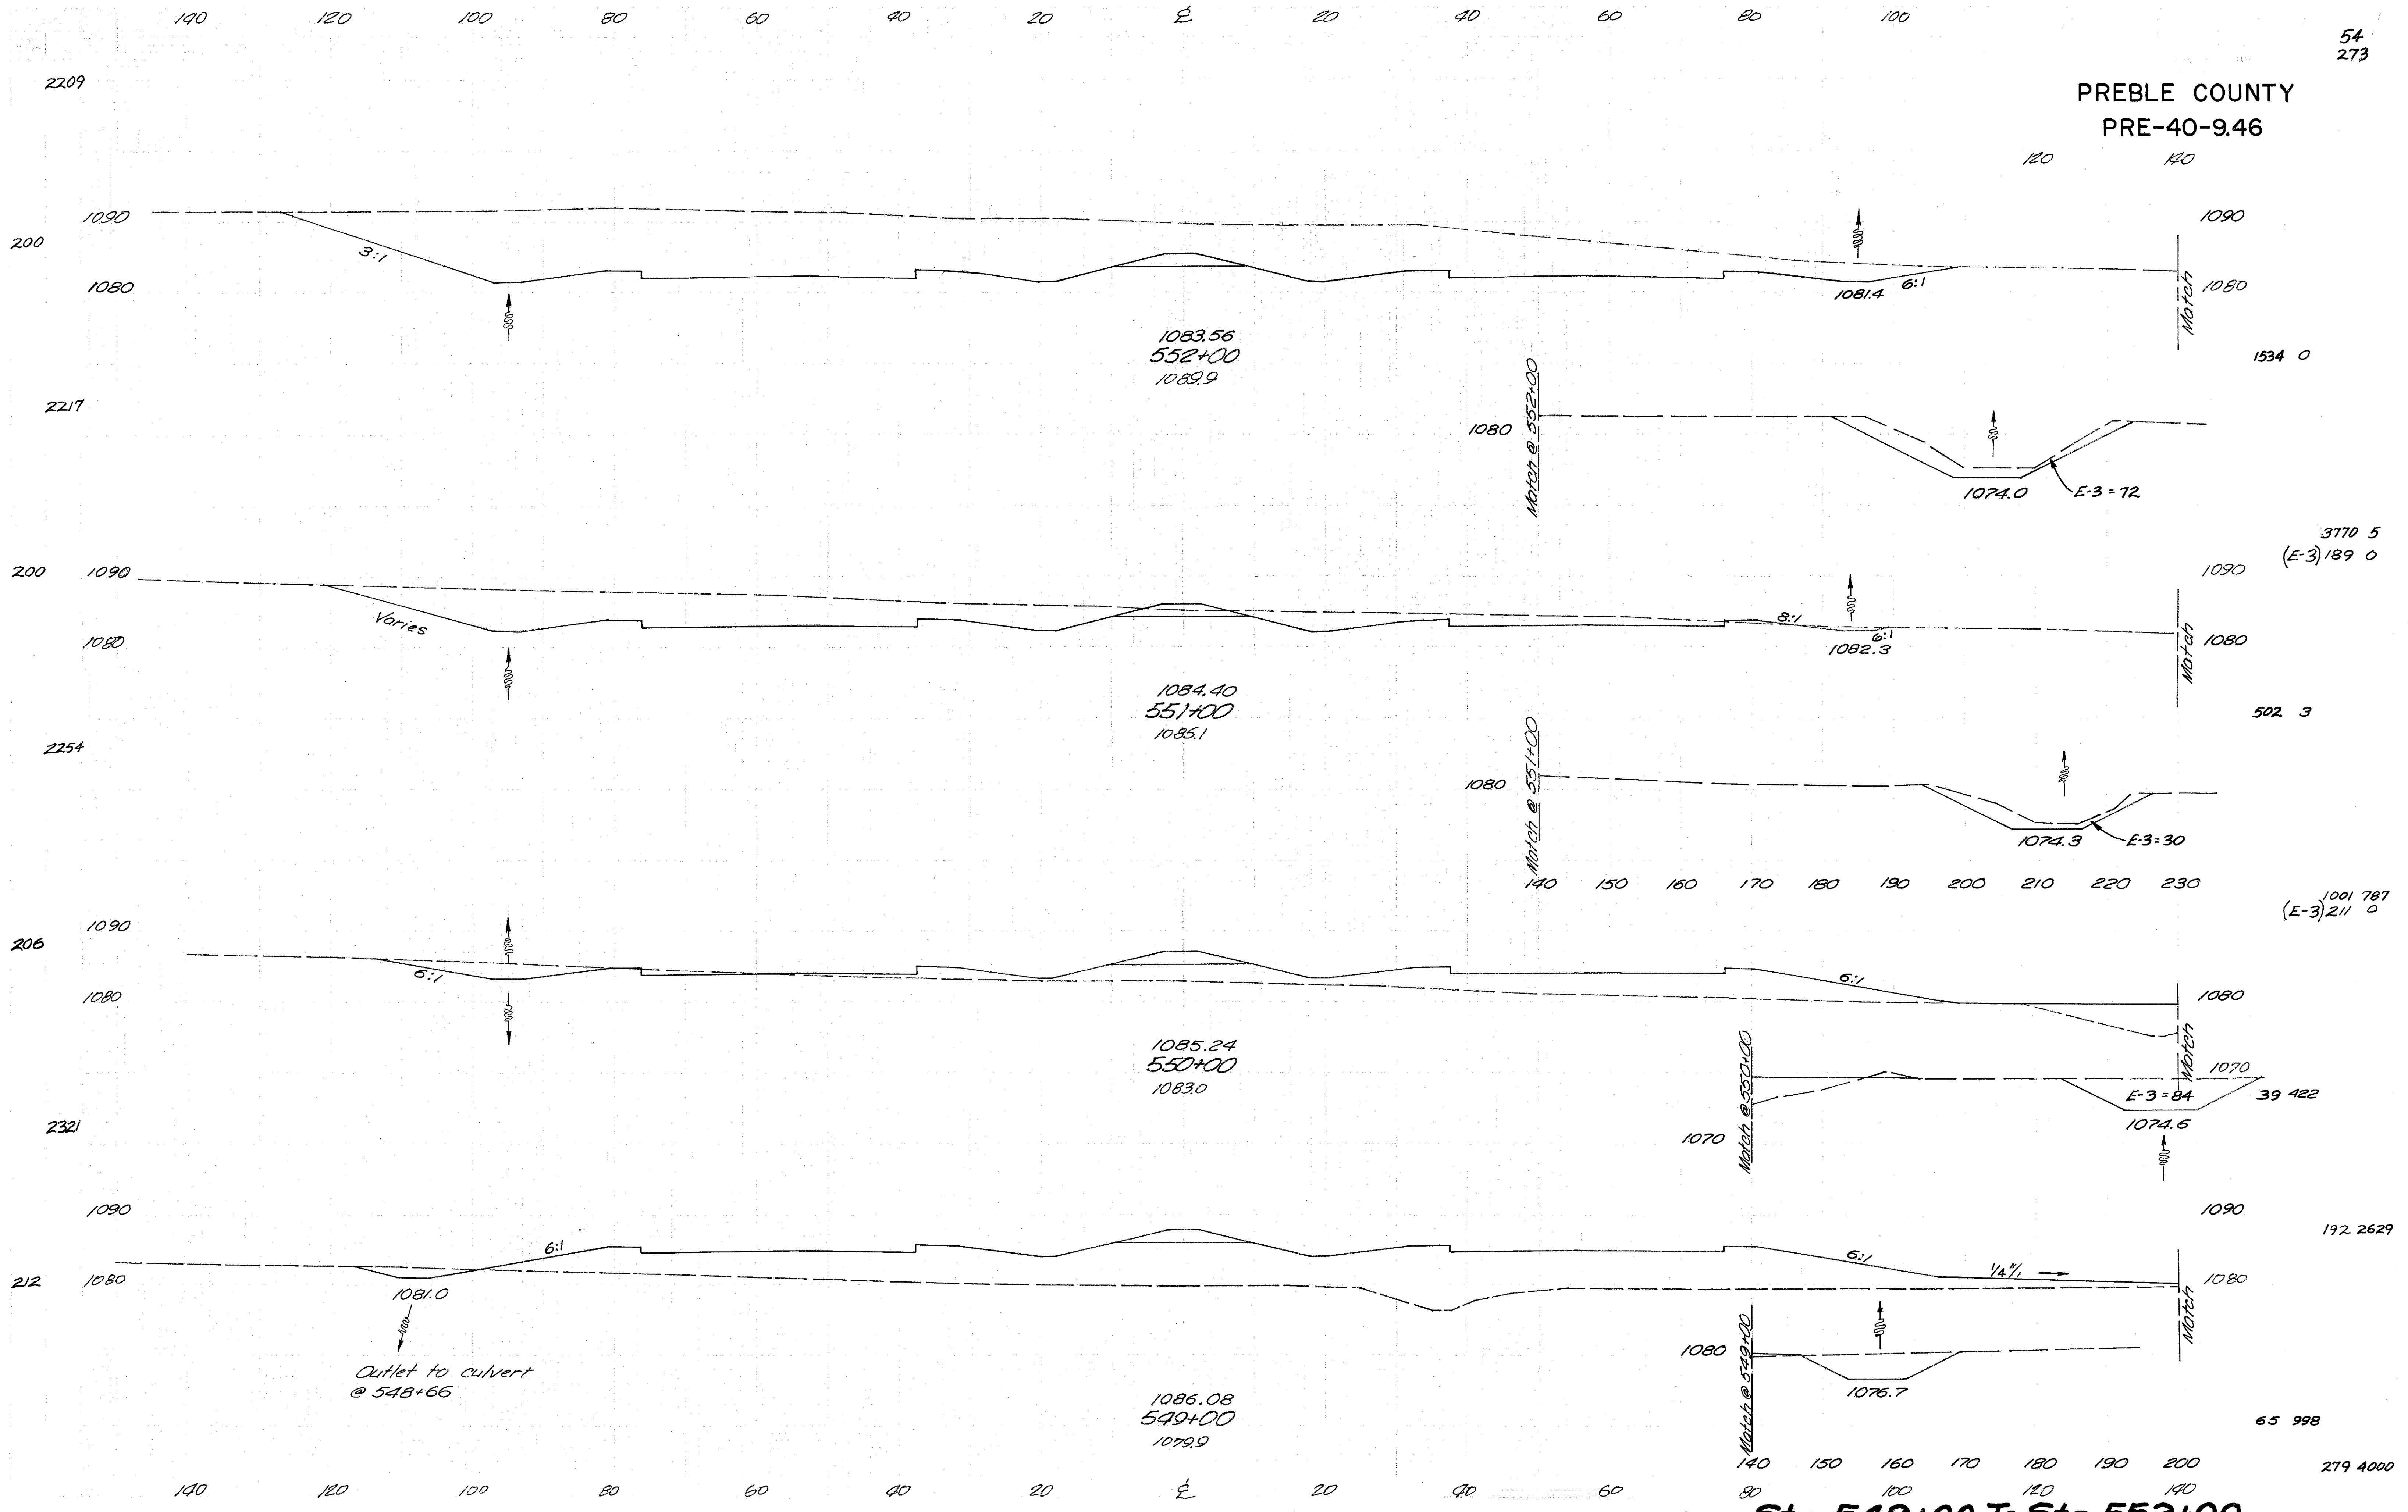 140 120 100 80 60 40 20 ℄ 20 40 60 80 100
54
273
2209
PREBLE COUNTY
PRE-40-9.46
120 140
1090 1090
200
3:1
1080 1081.4 6:1 1080
Match
1083.56
552+00
1089.9
1534 0
2217
Match @ 552+00
1080
1074.0 E-3=72
3770 5
(E-3) 189 0
200 1090 1090
Varies 8:1
6:1
1080 1082.3 1080
Match
1084.40
551+00
1085.1
502 3
2254
Match @ 551+00
1080
1074.3 E-3=30
140 150 160 170 180 190 200 210 220 230
1001 787
(E-3) 211 0
1090
206
6:1 6:1
1080 1080
Match
1085.24
550+00
1083.0
Match @ 550+00
1070
E-3=84 39 422
1074.6
2321
1070
1090 1090
192 2629
6:1 6:1
1/4"/,
212 1080 1080
1081.0
Match
Outlet to culvert
@ 548+66
Match @ 549+00
1080
1076.7
1086.08
549+00
1079.9
65 998
140 150 160 170 180 190 200
279 4000
140 120 100 80 60 40 20 ℄ 20 40 60 80 100 120 140
549+00 To Sta. 552+00